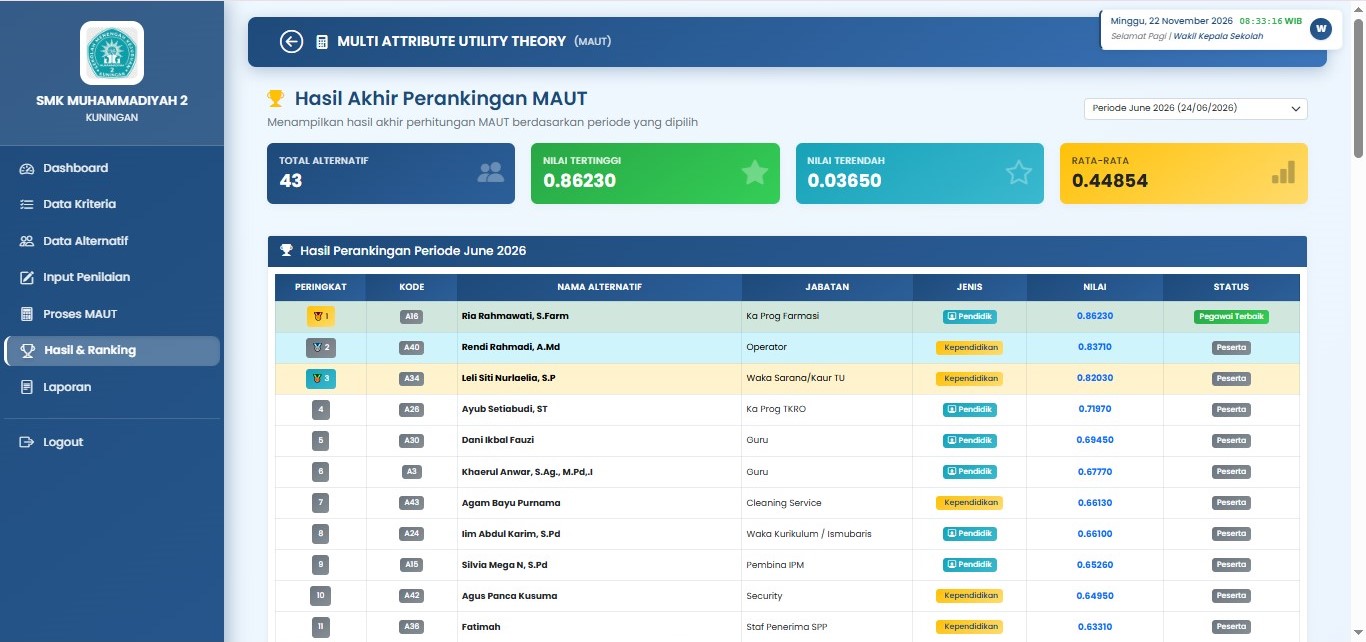 Minggu, 22 November 2026 08:33:16 WIB
Selamat Pagi | Wakil Kepala Sekolah
W
MULTI ATTRIBUTE UTILITY THEORY (MAUT)
SMK MUHAMMADIYAH 2
KUNINGAN
Dashboard
Data Kriteria
Data Alternatif
Input Penilaian
Proses MAUT
Hasil & Ranking
Laporan
Logout
Hasil Akhir Perankingan MAUT
Menampilkan hasil akhir perhitungan MAUT berdasarkan periode yang dipilih
Periode June 2026 (24/06/2026)
TOTAL ALTERNATIF
43
NILAI TERTINGGI
0.86230
NILAI TERENDAH
0.03650
RATA-RATA
0.44854
Hasil Perankingan Periode June 2026
PERINGKAT KODE NAMA ALTERNATIF JABATAN JENIS NILAI STATUS
1 A16 Ria Rahmawati, S.Farm Ka Prog Farmasi Pendidik 0.86230 Pegawai Terbaik
2 A40 Rendi Rahmadi, A.Md Operator Kependidikan 0.83710 Peserta
3 A34 Leli Siti Nurlaelia, S.P Waka Sarana/Kaur TU Kependidikan 0.82030 Peserta
4 A26 Ayub Setiabudi, ST Ka Prog TKRO Pendidik 0.71970 Peserta
5 A30 Dani Ikbal Fauzi Guru Pendidik 0.69450 Peserta
6 A3 Khaerul Anwar, S.Ag., M.Pd,.I Guru Pendidik 0.67770 Peserta
7 A43 Agam Bayu Purnama Cleaning Service Kependidikan 0.66130 Peserta
8 A24 Iim Abdul Karim, S.Pd Waka Kurikulum / Ismubaris Pendidik 0.66100 Peserta
9 A15 Silvia Mega N, S.Pd Pembina IPM Pendidik 0.65260 Peserta
10 A42 Agus Panca Kusuma Security Kependidikan 0.64950 Peserta
11 A36 Fatimah Staf Penerima SPP Kependidikan 0.63310 Peserta